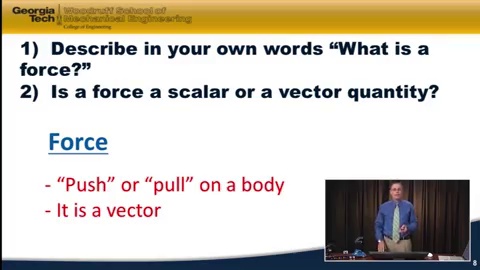 Georgia
Tech
Woodruff School of
Mechanical Engineering
College of Engineering
1) Describe in your own words “What is a
force?”
2) Is a force a scalar or a vector quantity?
Force
- “Push” or “pull” on a body
- It is a vector
8